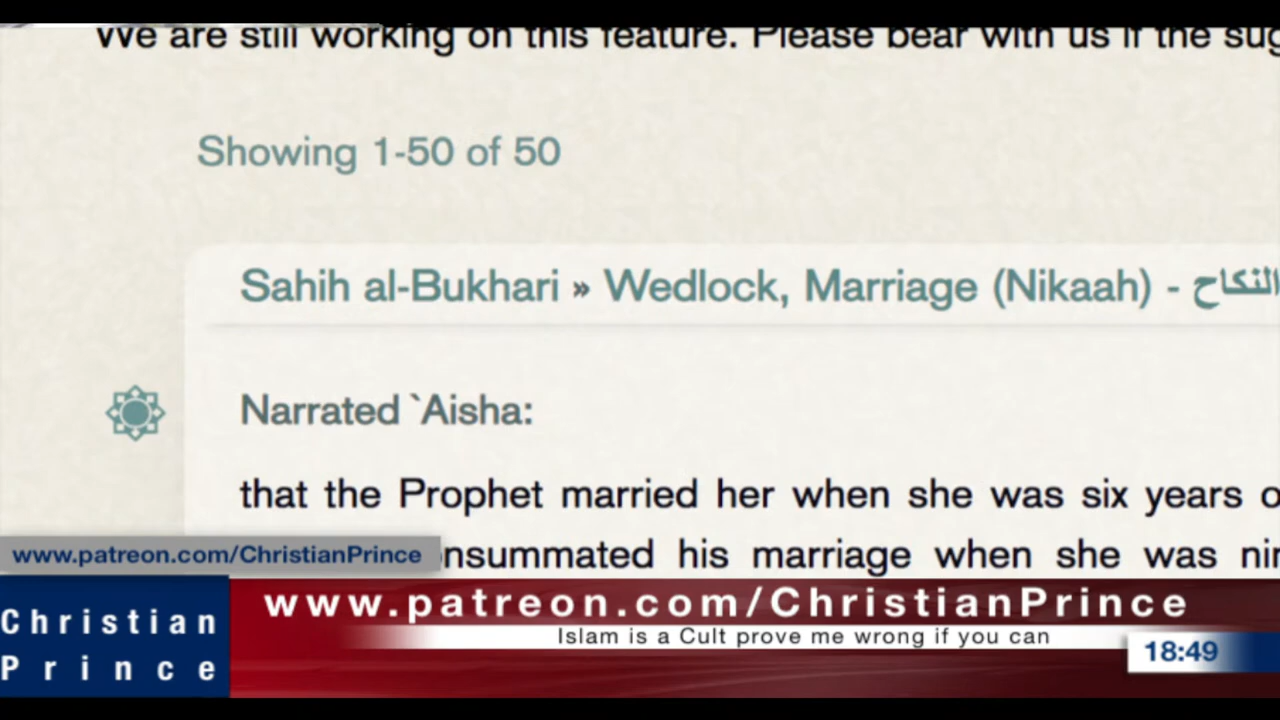 We are still working on this feature. Please bear with us if the
Showing 1-50 of 50
Sahih al-Bukhari » Wedlock, Marriage (Nikaah) - النكاح
Narrated `Aisha:
that the Prophet married her when she was six years
marriage when she was
www.patreon.com/ChristianPrince
his
www.patreon.com/ChristianPrince
Islam is a Cult prove me wrong if you can
Christian
Prince
18:49